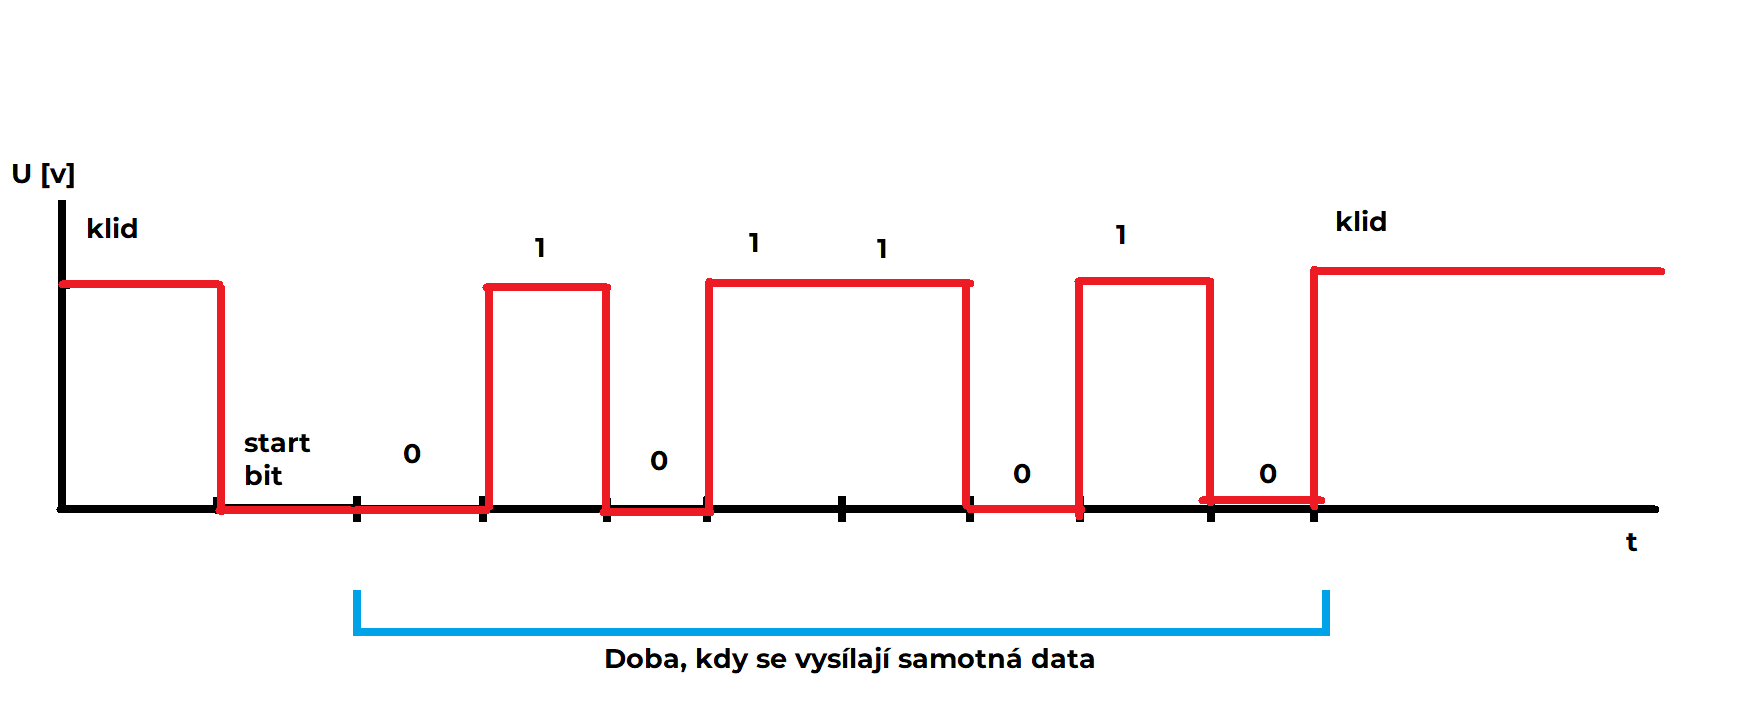 U [v]
klid
klid
1
1
1
1
start
bit
0
0
0
0
t
Doba, kdy se vysílají samotná data